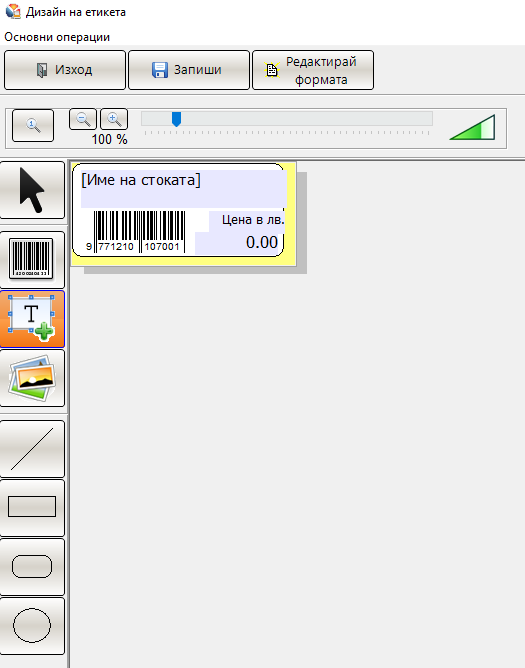 Дизайн на етикета
Основни операции
Изход
Запиши
Редактирай
формата
1
100 %
[Име на стоката]
Цена в лв.
9 771210 107001
0.00
T